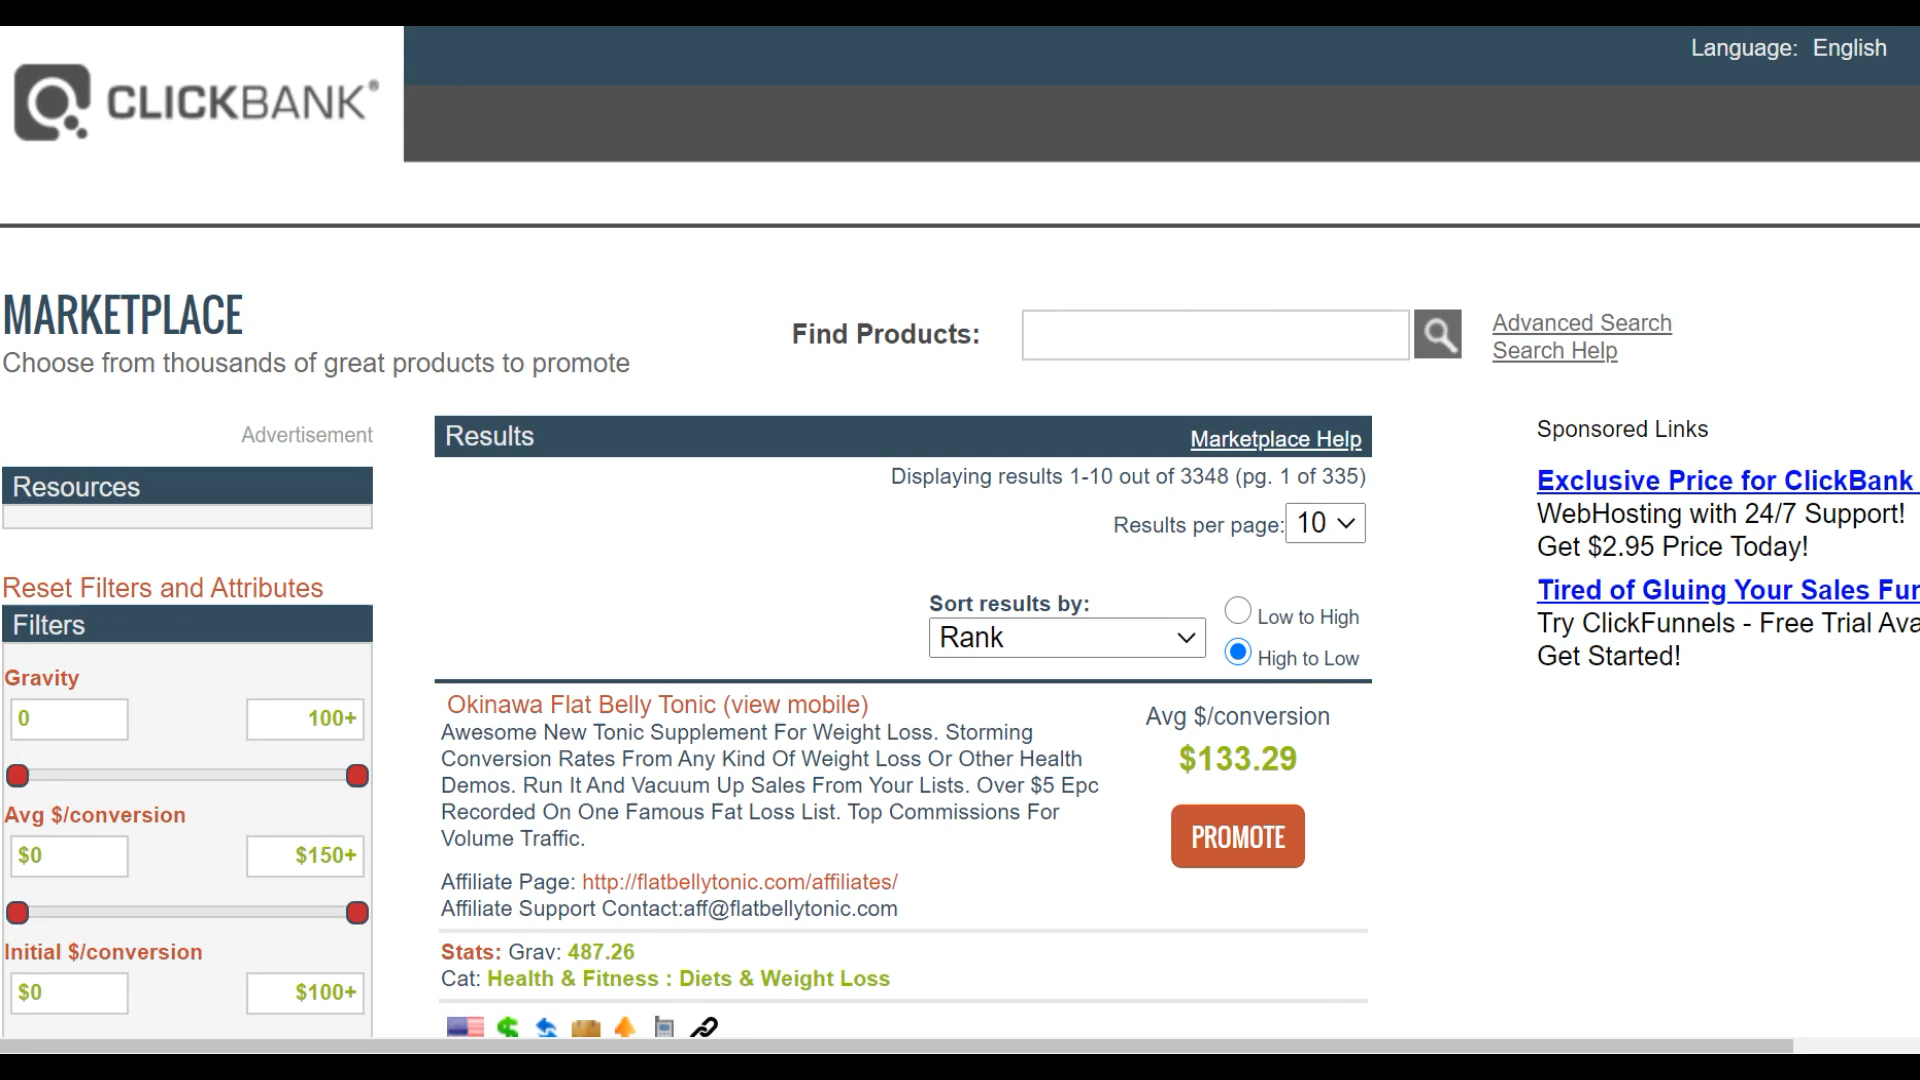 Language: English
CLICKBANK®
MARKETPLACE
Choose from thousands of great products to promote
Find Products:
Advanced Search
Search Help
Advertisement
Resources
Reset Filters and Attributes
Filters
Gravity
0 100+
Avg $/conversion
$0 $150+
Initial $/conversion
$0 $100+
Results Marketplace Help
Displaying results 1-10 out of 3348 (pg. 1 of 335)
Results per page: 10
Sort results by:
Rank
Low to High
High to Low
Okinawa Flat Belly Tonic (view mobile)
Awesome New Tonic Supplement For Weight Loss. Storming
Conversion Rates From Any Kind Of Weight Loss Or Other Health
Demos. Run It And Vacuum Up Sales From Your Lists. Over $5 Epc
Recorded On One Famous Fat Loss List. Top Commissions For
Volume Traffic.
Avg $/conversion
$133.29
PROMOTE
Affiliate Page: http://flatbellytonic.com/affiliates/
Affiliate Support Contact:aff@flatbellytonic.com
Stats: Grav: 487.26
Cat: Health & Fitness : Diets & Weight Loss
Sponsored Links
Exclusive Price for ClickBank
WebHosting with 24/7 Support!
Get $2.95 Price Today!
Tired of Gluing Your Sales Fu
Try ClickFunnels - Free Trial Ava
Get Started!